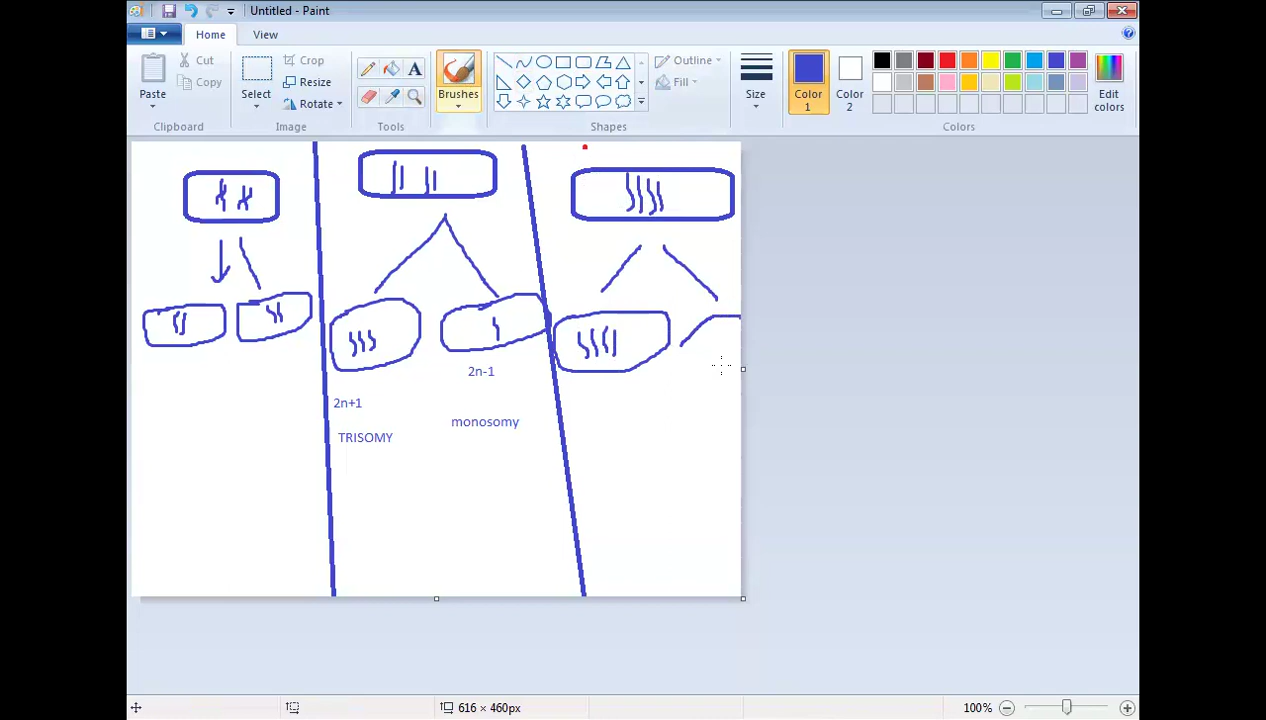 Untitled - Paint
Home View
Paste
Cut
Copy
Clipboard
Select
Crop
Resize
Rotate
Image
A
Tools
Brushes
Outline
Fill
Shapes
Size
Color 1
Color 2
Edit colors
Colors
2n-1
2n+1
monosomy
TRISOMY
616 × 460px
100%